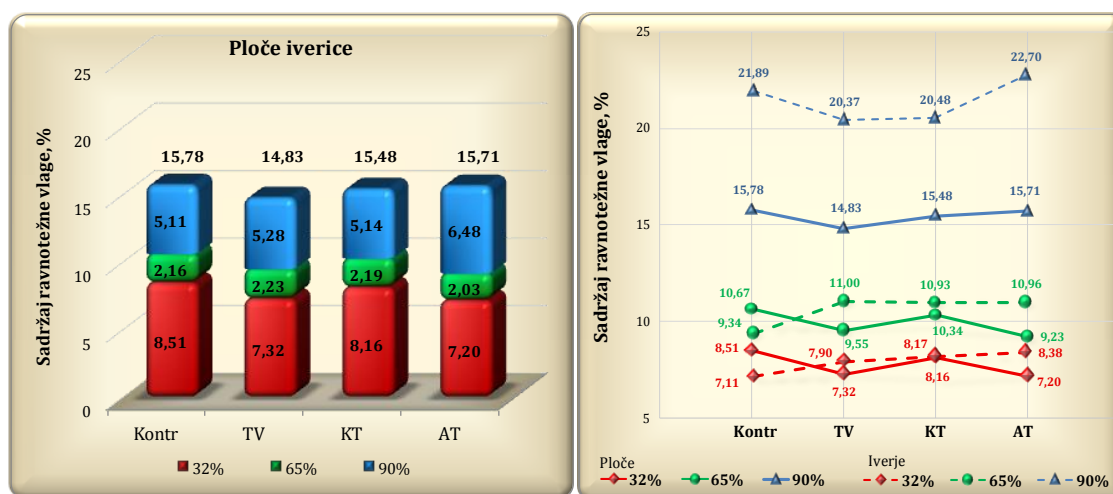 Ploče iverice
Sadržaj ravnotežne vlage, %
25
20
15
10
5
0
15,78 14,83 15,48 15,71
5,11 5,28 5,14 6,48
2,16 2,23 2,19 2,03
8,51 7,32 8,16 7,20
Kontr TV KT AT
32% 65% 90%
Sadržaj ravnotežne vlage, %
25
20
15
10
5
21,89 20,37 20,48 22,70
15,78 14,83 15,48 15,71
10,67 11,00 10,93 10,96
9,34 9,55 10,34 9,23
8,51 7,90 8,17 8,38
7,11 7,32 8,16 7,20
Kontr TV KT AT
Ploče Iverje
32% 65% 90% 32% 65% 90%